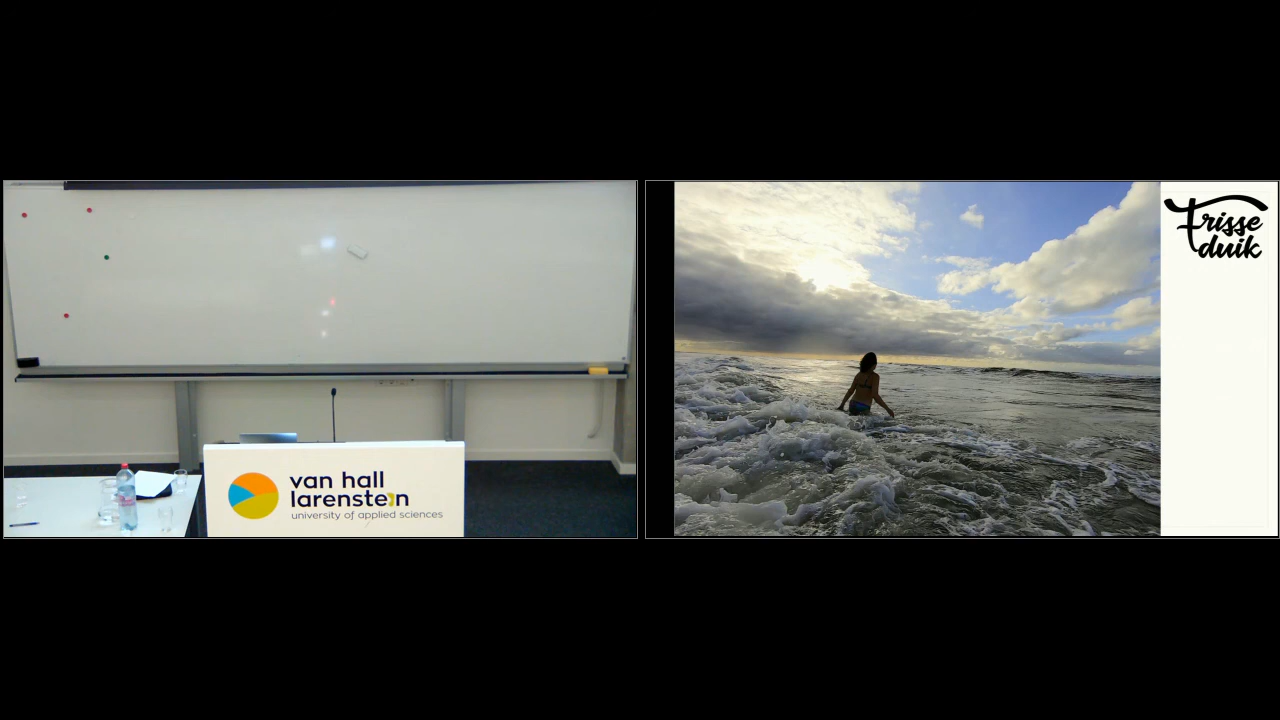 van hall
larenstein
university of applied sciences
Frisse
duik